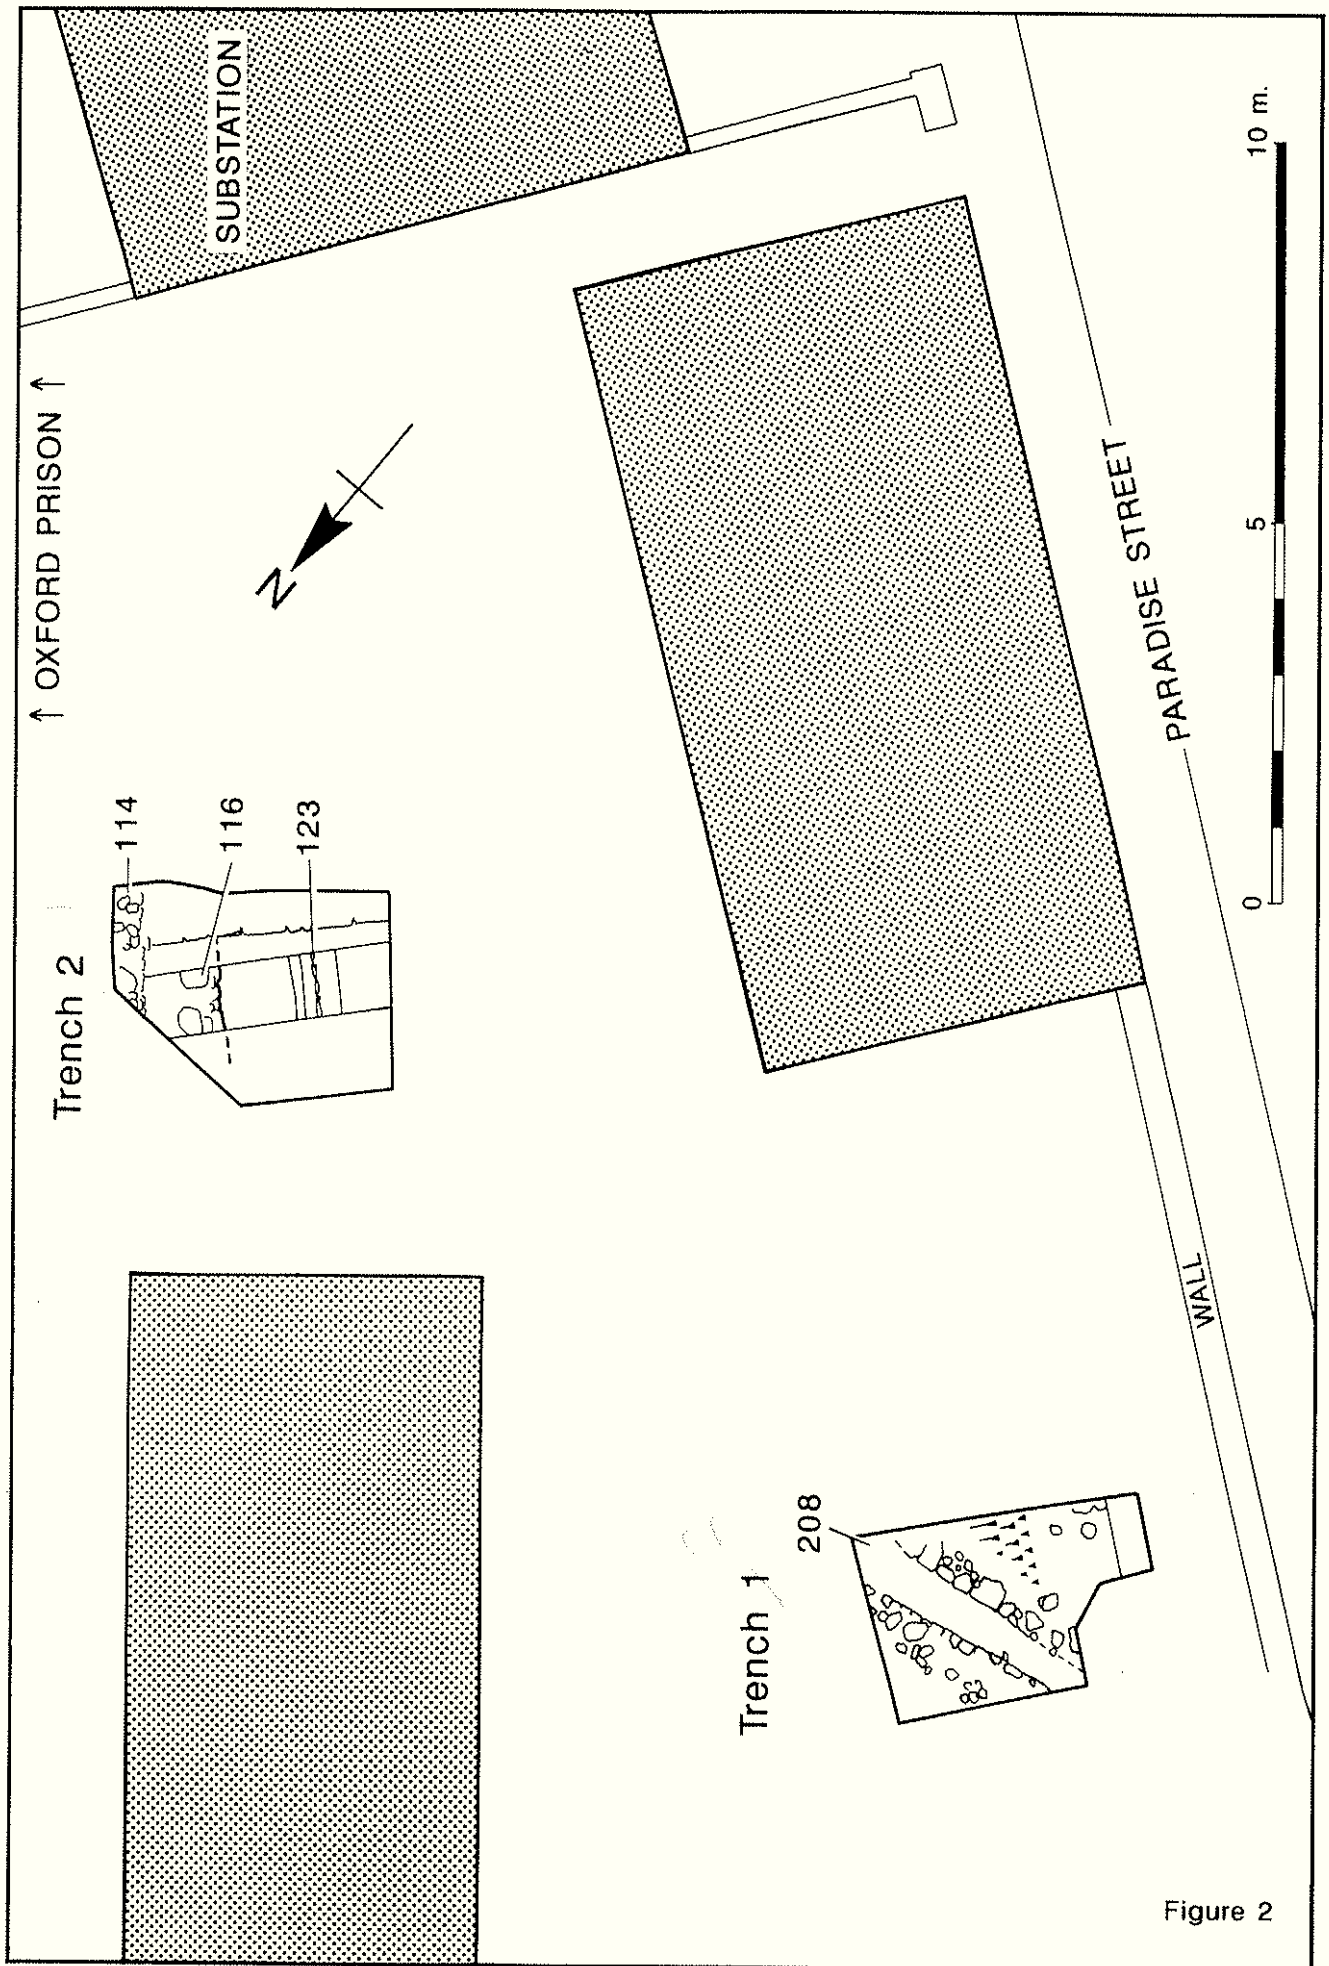 SUBSTATION
↑ OXFORD PRISON ↑
N
Trench 2
114
116
123
PARADISE STREET
0
5
10 m.
WALL
Trench 1
208
Figure 2